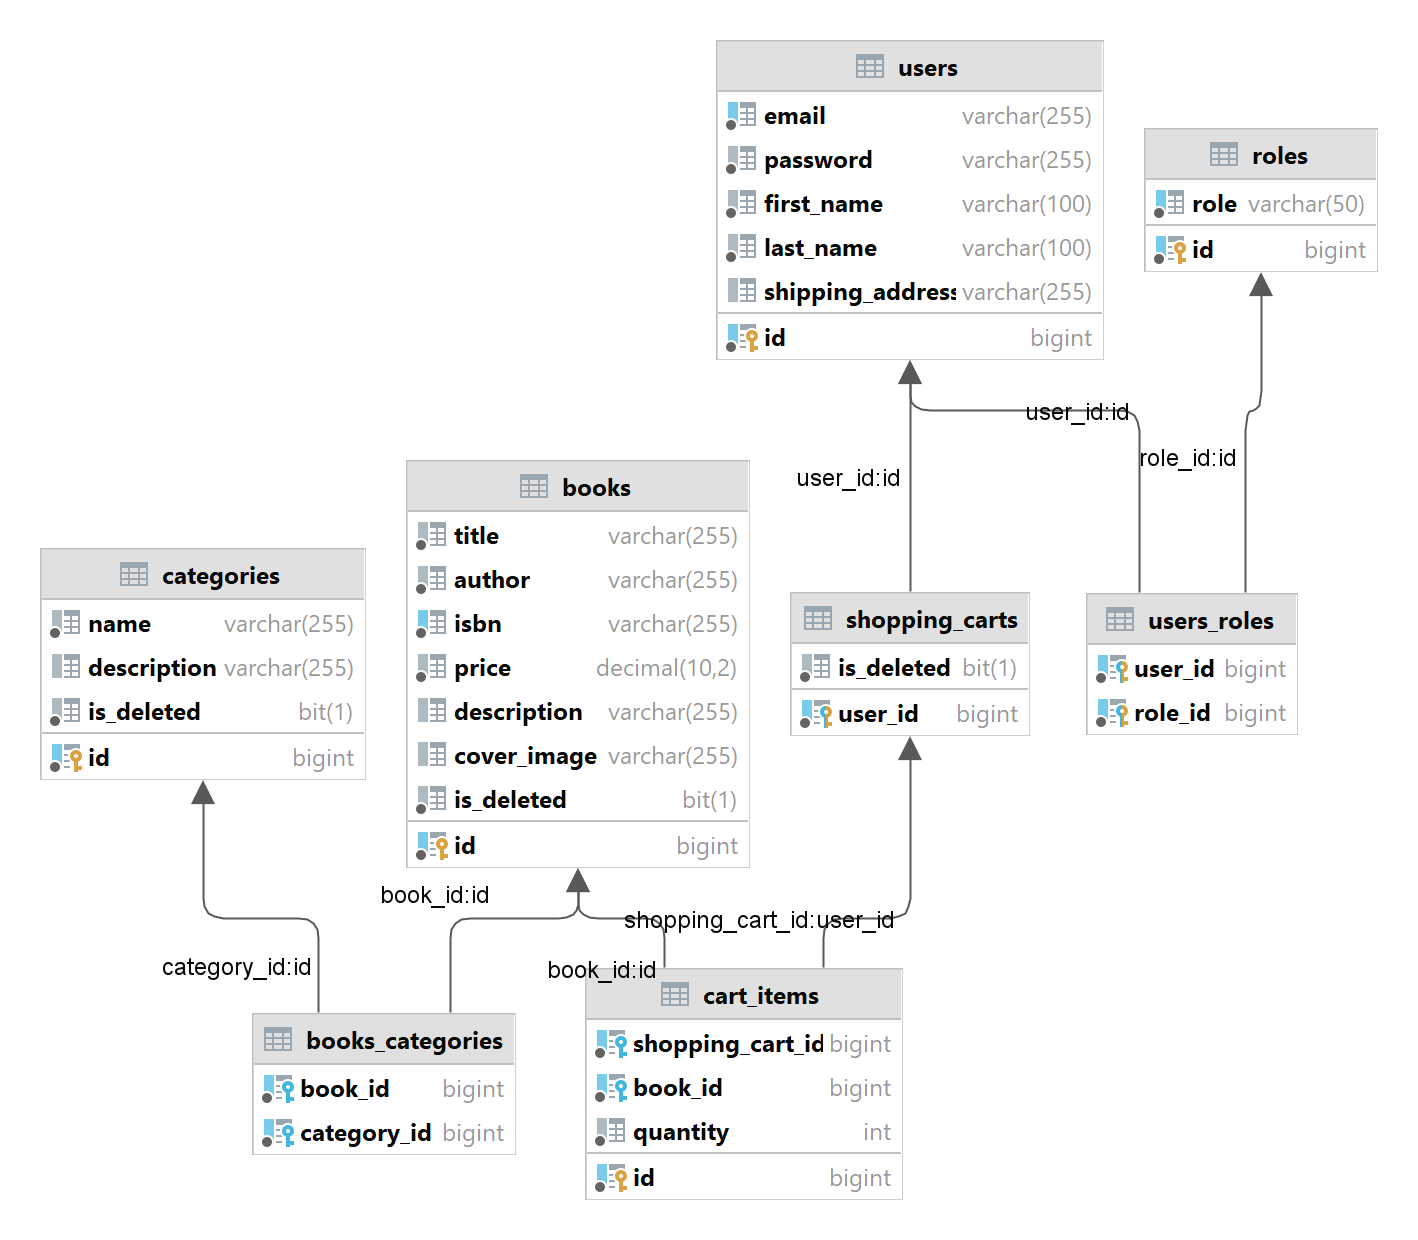 users
email varchar(255)
password varchar(255)
first_name varchar(100)
last_name varchar(100)
shipping_address varchar(255)
id bigint
roles
role varchar(50)
id bigint
user_id:id
role_id:id
user_id:id
books
title varchar(255)
author varchar(255)
isbn varchar(255)
price decimal(10,2)
description varchar(255)
cover_image varchar(255)
is_deleted bit(1)
id bigint
categories
name varchar(255)
description varchar(255)
is_deleted bit(1)
id bigint
shopping_carts
is_deleted bit(1)
user_id bigint
users_roles
user_id bigint
role_id bigint
book_id:id
shopping_cart_id:user_id
category_id:id
book_id:id
books_categories
book_id bigint
category_id bigint
cart_items
shopping_cart_id bigint
book_id bigint
quantity int
id bigint